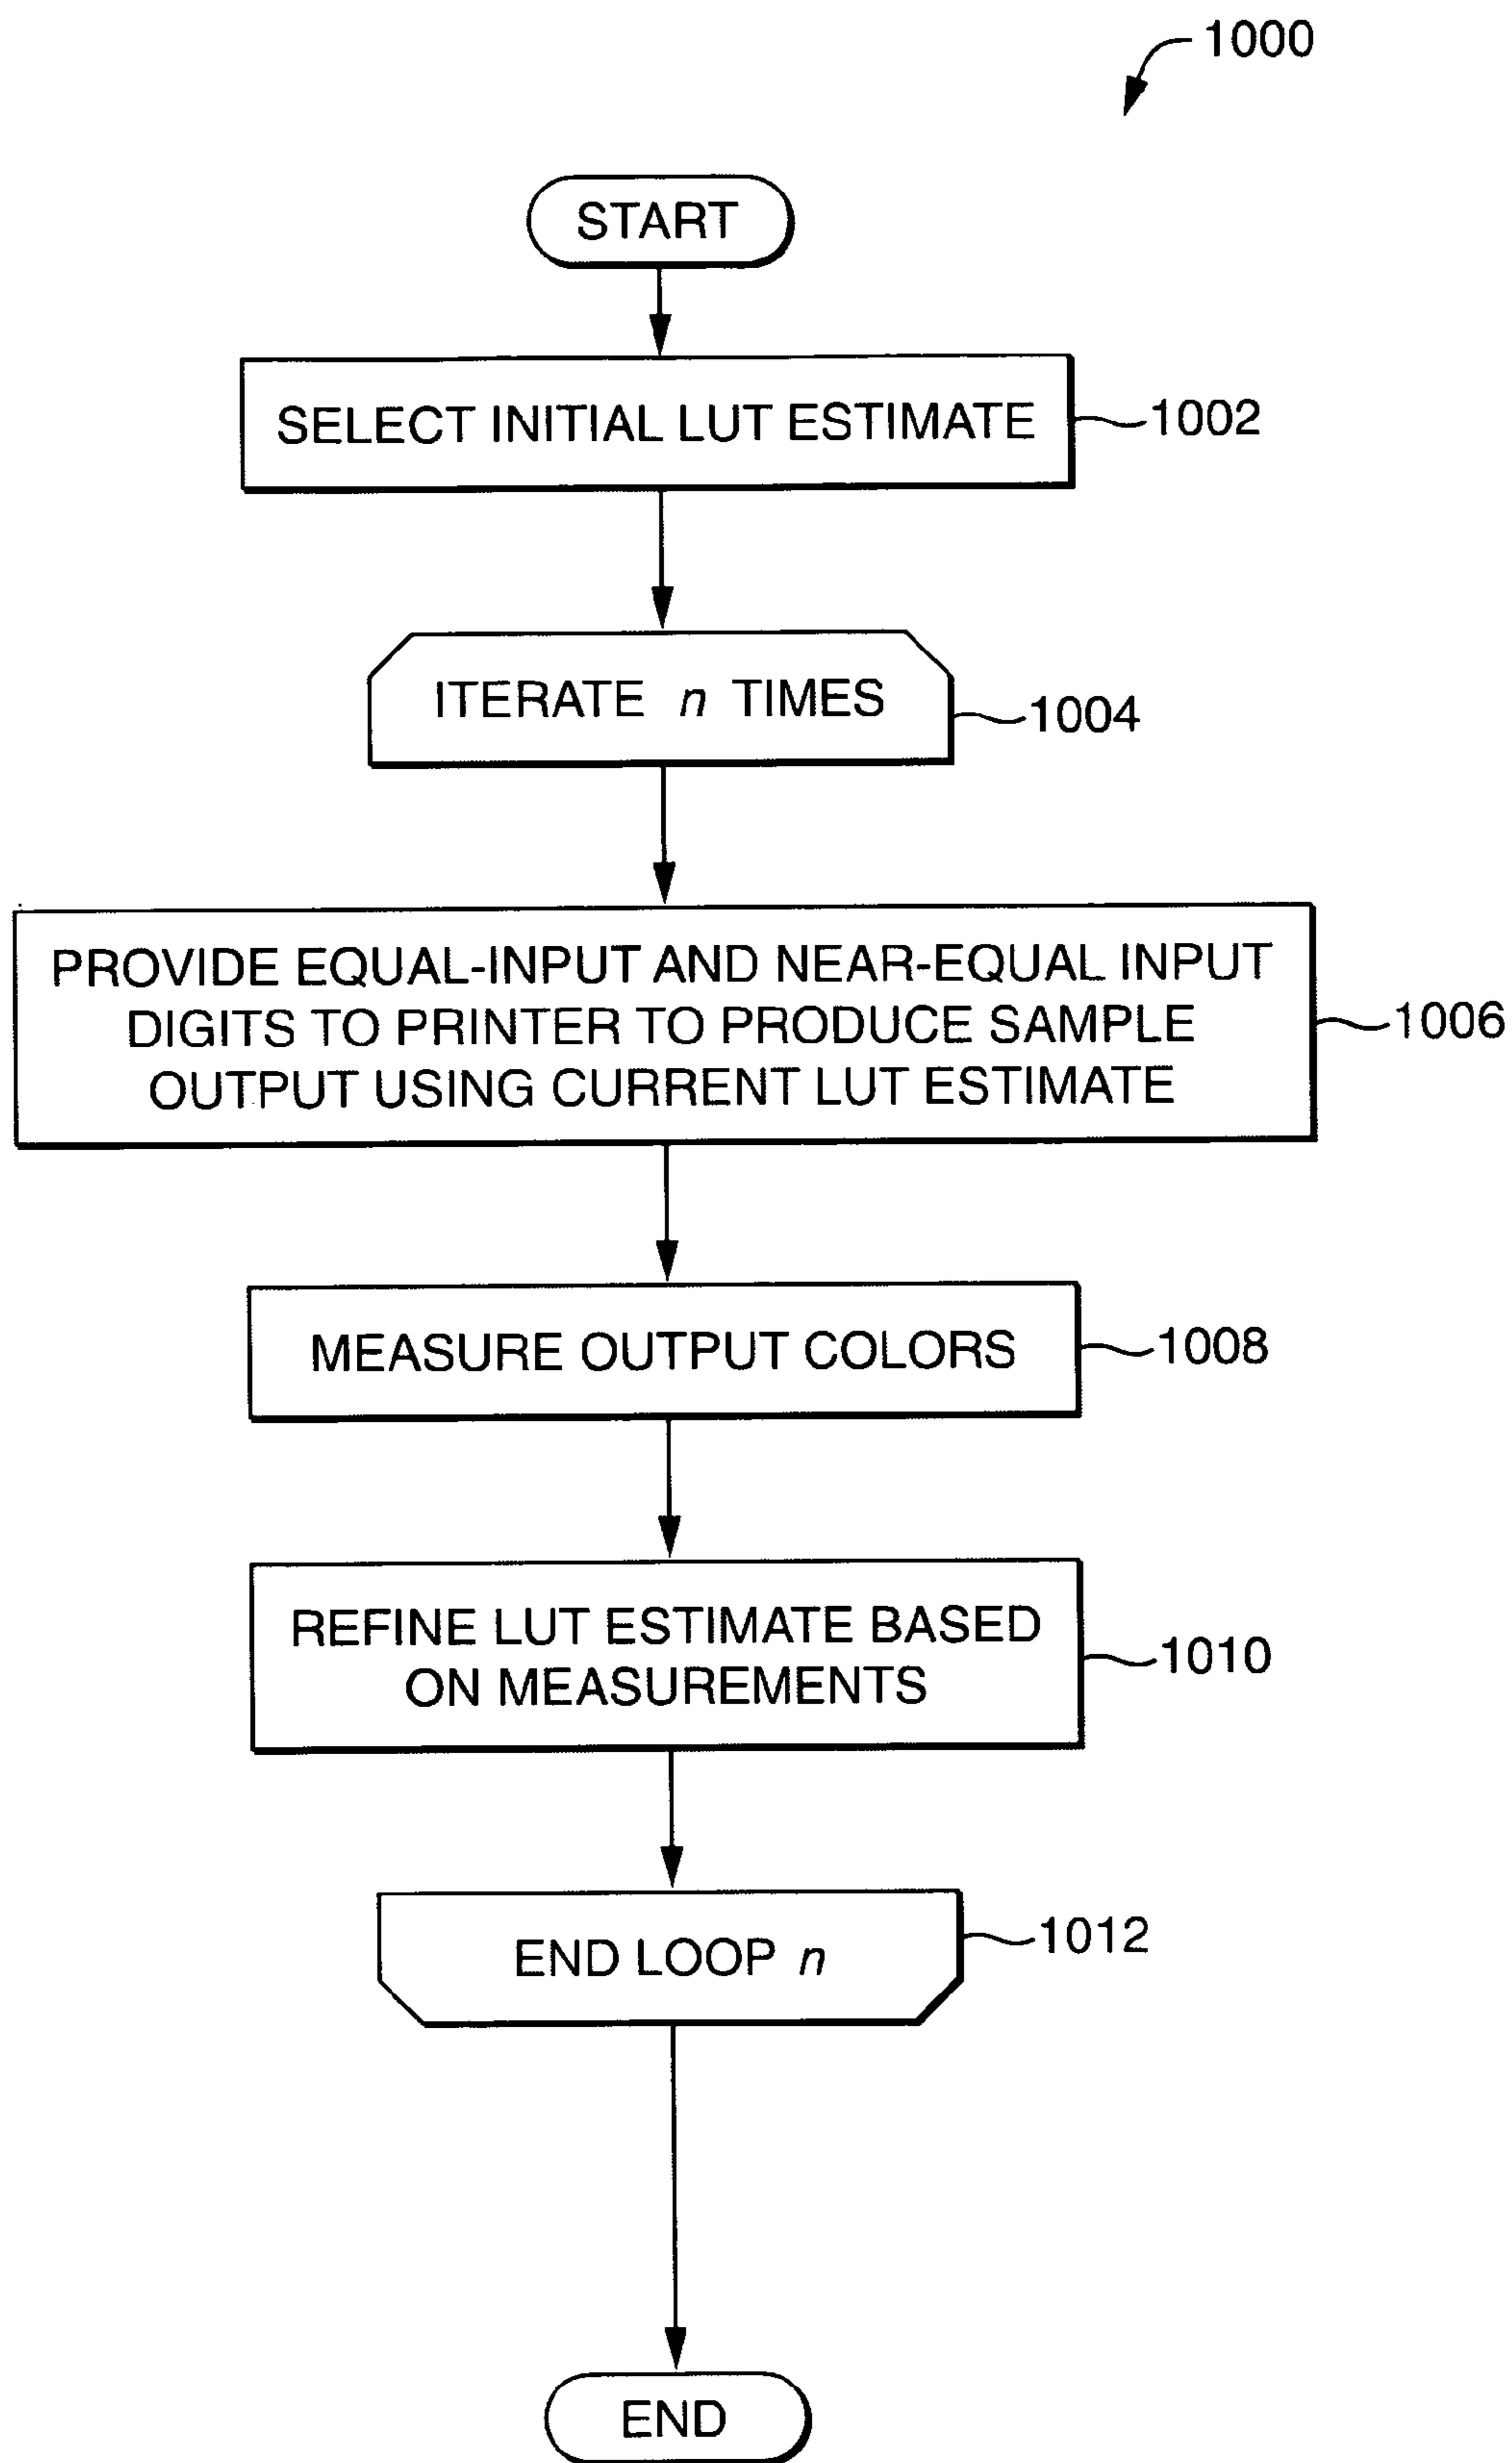 1000
START
SELECT INITIAL LUT ESTIMATE
1002
ITERATE n TIMES
1004
PROVIDE EQUAL-INPUT AND NEAR-EQUAL INPUT
DIGITS TO PRINTER TO PRODUCE SAMPLE
OUTPUT USING CURRENT LUT ESTIMATE
1006
MEASURE OUTPUT COLORS
1008
REFINE LUT ESTIMATE BASED
ON MEASUREMENTS
1010
END LOOP n
1012
END